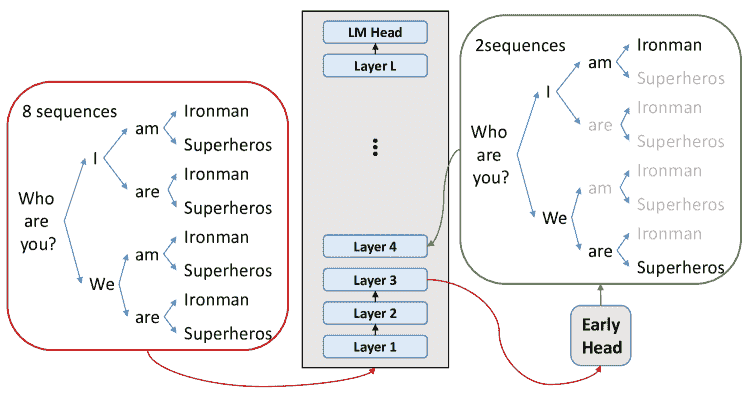 8 sequences
Who
are
you?
I
We
am
are
am
are
Ironman
Superheros
Ironman
Superheros
Ironman
Superheros
Ironman
Superheros
LM Head
Layer L
Layer 4
Layer 3
Layer 2
Layer 1
2sequences
Who
are
you?
I
We
am
are
am
are
Ironman
Superheros
Ironman
Superheros
Ironman
Superheros
Ironman
Superheros
Early
Head